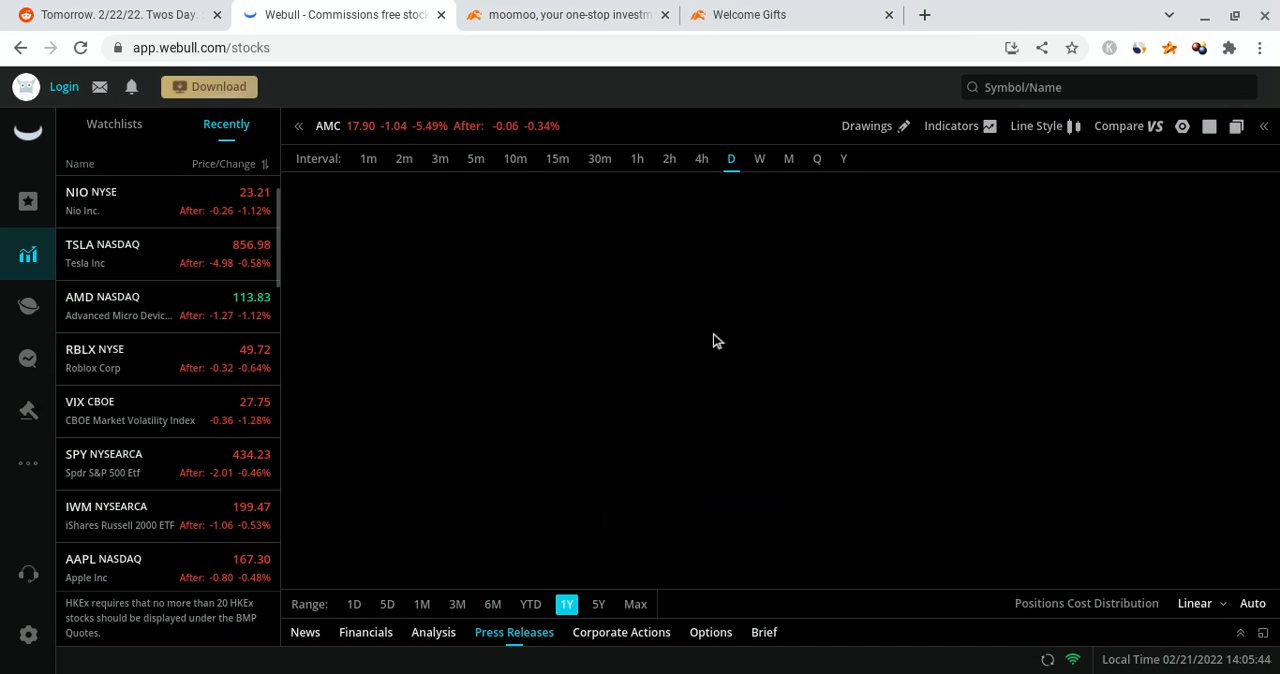 Tomorrow. 2/22/22. Twos Day.
Webull - Commissions free stock
moomoo, your one-stop investm
Welcome Gifts
app.webull.com/stocks
K
Login
Download
Symbol/Name
Watchlists
Recently
Name
Price/Change
NIO NYSE
23.21
Nio Inc.
After: -0.26 -1.12%
TSLA NASDAQ
856.98
Tesla Inc
After: -4.98 -0.58%
AMD NASDAQ
113.83
Advanced Micro Devic...
After: -1.27 -1.12%
RBLX NYSE
49.72
Roblox Corp
After: -0.32 -0.64%
VIX CBOE
27.75
CBOE Market Volatility Index
-0.36 -1.28%
SPY NYSEARCA
434.23
Spdr S&P 500 Etf
After: -2.01 -0.46%
IWM NYSEARCA
199.47
iShares Russell 2000 ETF
After: -1.06 -0.53%
AAPL NASDAQ
167.30
Apple Inc
After: -0.80 -0.48%
HKEx requires that no more than 20 HKEx
stocks should be displayed under the BMP
Quotes.
AMC 17.90 -1.04 -5.49% After: -0.06 -0.34%
Drawings
Indicators
Line Style
Compare VS
Interval: 1m 2m 3m 5m 10m 15m 30m 1h 2h 4h D W M Q Y
Range: 1D 5D 1M 3M 6M YTD 1Y 5Y Max
Positions Cost Distribution
Linear
Auto
News Financials Analysis Press Releases Corporate Actions Options Brief
Local Time 02/21/2022 14:05:44